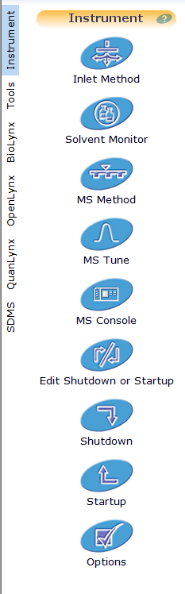 Instrument
Tools
BioLynx
OpenLynx
QuanLynx
SDMS
Instrument ?
Inlet Method
Solvent Monitor
MS Method
MS Tune
MS Console
Edit Shutdown or Startup
Shutdown
Startup
Options